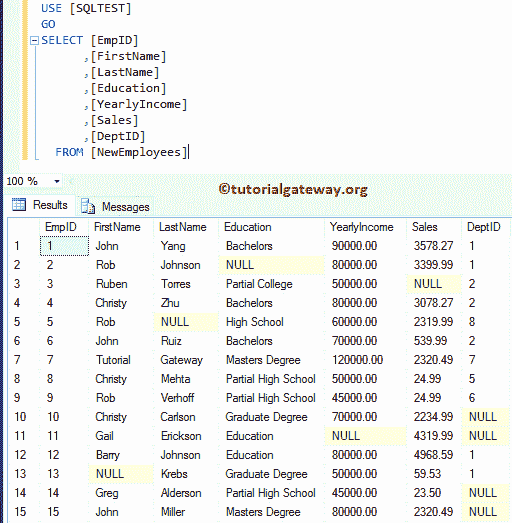 USE [SQLTEST]
GO
SELECT [EmpID]
,[FirstName]
,[LastName]
,[Education]
,[YearlyIncome]
,[Sales]
,[DeptID]
FROM [NewEmployees]
100 %
©tutorialgateway.org
Results Messages
EmpID FirstName LastName Education YearlyIncome Sales DeptID
1 1 John Yang Bachelors 90000.00 3578.27 1
2 2 Rob Johnson NULL 80000.00 3399.99 1
3 3 Ruben Torres Partial College 50000.00 NULL 2
4 4 Christy Zhu Bachelors 80000.00 3078.27 2
5 5 Rob NULL High School 60000.00 2319.99 8
6 6 John Ruiz Bachelors 70000.00 539.99 2
7 7 Tutorial Gateway Masters Degree 120000.00 2320.49 7
8 8 Christy Mehta Partial High School 50000.00 24.99 5
9 9 Rob Verhoff Partial High School 45000.00 24.99 6
10 10 Christy Carlson Graduate Degree 70000.00 2234.99 NULL
11 11 Gail Erickson Education NULL 4319.99 NULL
12 12 Barry Johnson Education 80000.00 4968.59 1
13 13 NULL Krebs Graduate Degree 50000.00 59.53 1
14 14 Greg Alderson Partial High School 45000.00 23.50 NULL
15 15 John Miller Masters Degree 80000.00 2320.49 NULL